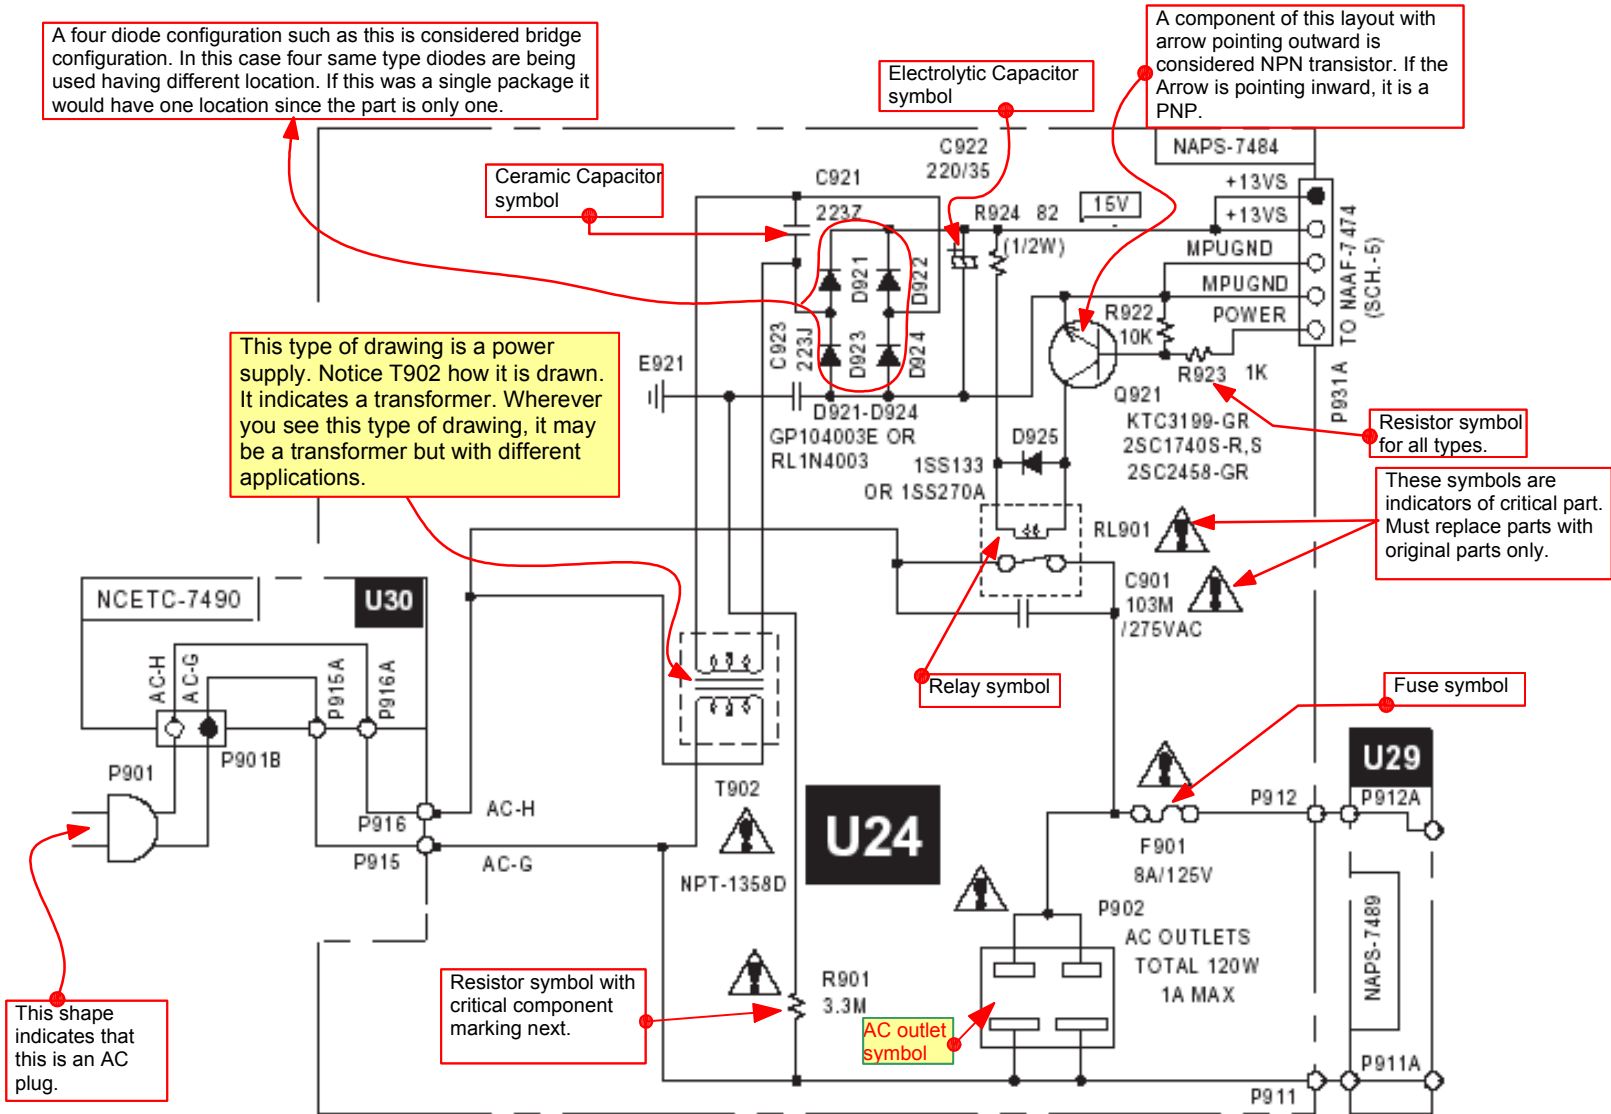 A four diode configuration such as this is considered bridge
configuration. In this case four same type diodes are being
used having different location. If this was a single package it
would have one location since the part is only one.
Electrolytic Capacitor
symbol
A component of this layout with
arrow pointing outward is
considered NPN transistor. If the
Arrow is pointing inward, it is a
PNP.
Ceramic Capacitor
symbol
C921
223Z
C922
220/35
NAPS-7484
+13VS
+13VS
MPUGND
MPUGND
POWER
TO NAAF-7474
(SCH.-5)
P931A
R924 82
(1/2W)
15V
D921
D922
D923
D924
C923
223J
E921
R922
10K
R923 1K
Q921
KTC3199-GR
2SC1740S-R,S
2SC2458-GR
D921-D924
GP104003E OR
RL1N4003
D925
1SS133
OR 1SS270A
This type of drawing is a power
supply. Notice T902 how it is drawn.
It indicates a transformer. Wherever
you see this type of drawing, it may
be a transformer but with different
applications.
Resistor symbol
for all types.
These symbols are
indicators of critical part.
Must replace parts with
original parts only.
RL901
C901
103M
/275VAC
Relay symbol
Fuse symbol
NCETC-7490
U30
AC-H
AC-G
P915A
P916A
P901
P901B
P916
AC-H
P915
AC-G
T902
NPT-1358D
U24
U29
P912
P912A
F901
8A/125V
P902
AC OUTLETS
TOTAL 120W
1A MAX
NAPS-7489
R901
3.3M
Resistor symbol with
critical component
marking next.
AC outlet
symbol
This shape
indicates that
this is an AC
plug.
P911
P911A